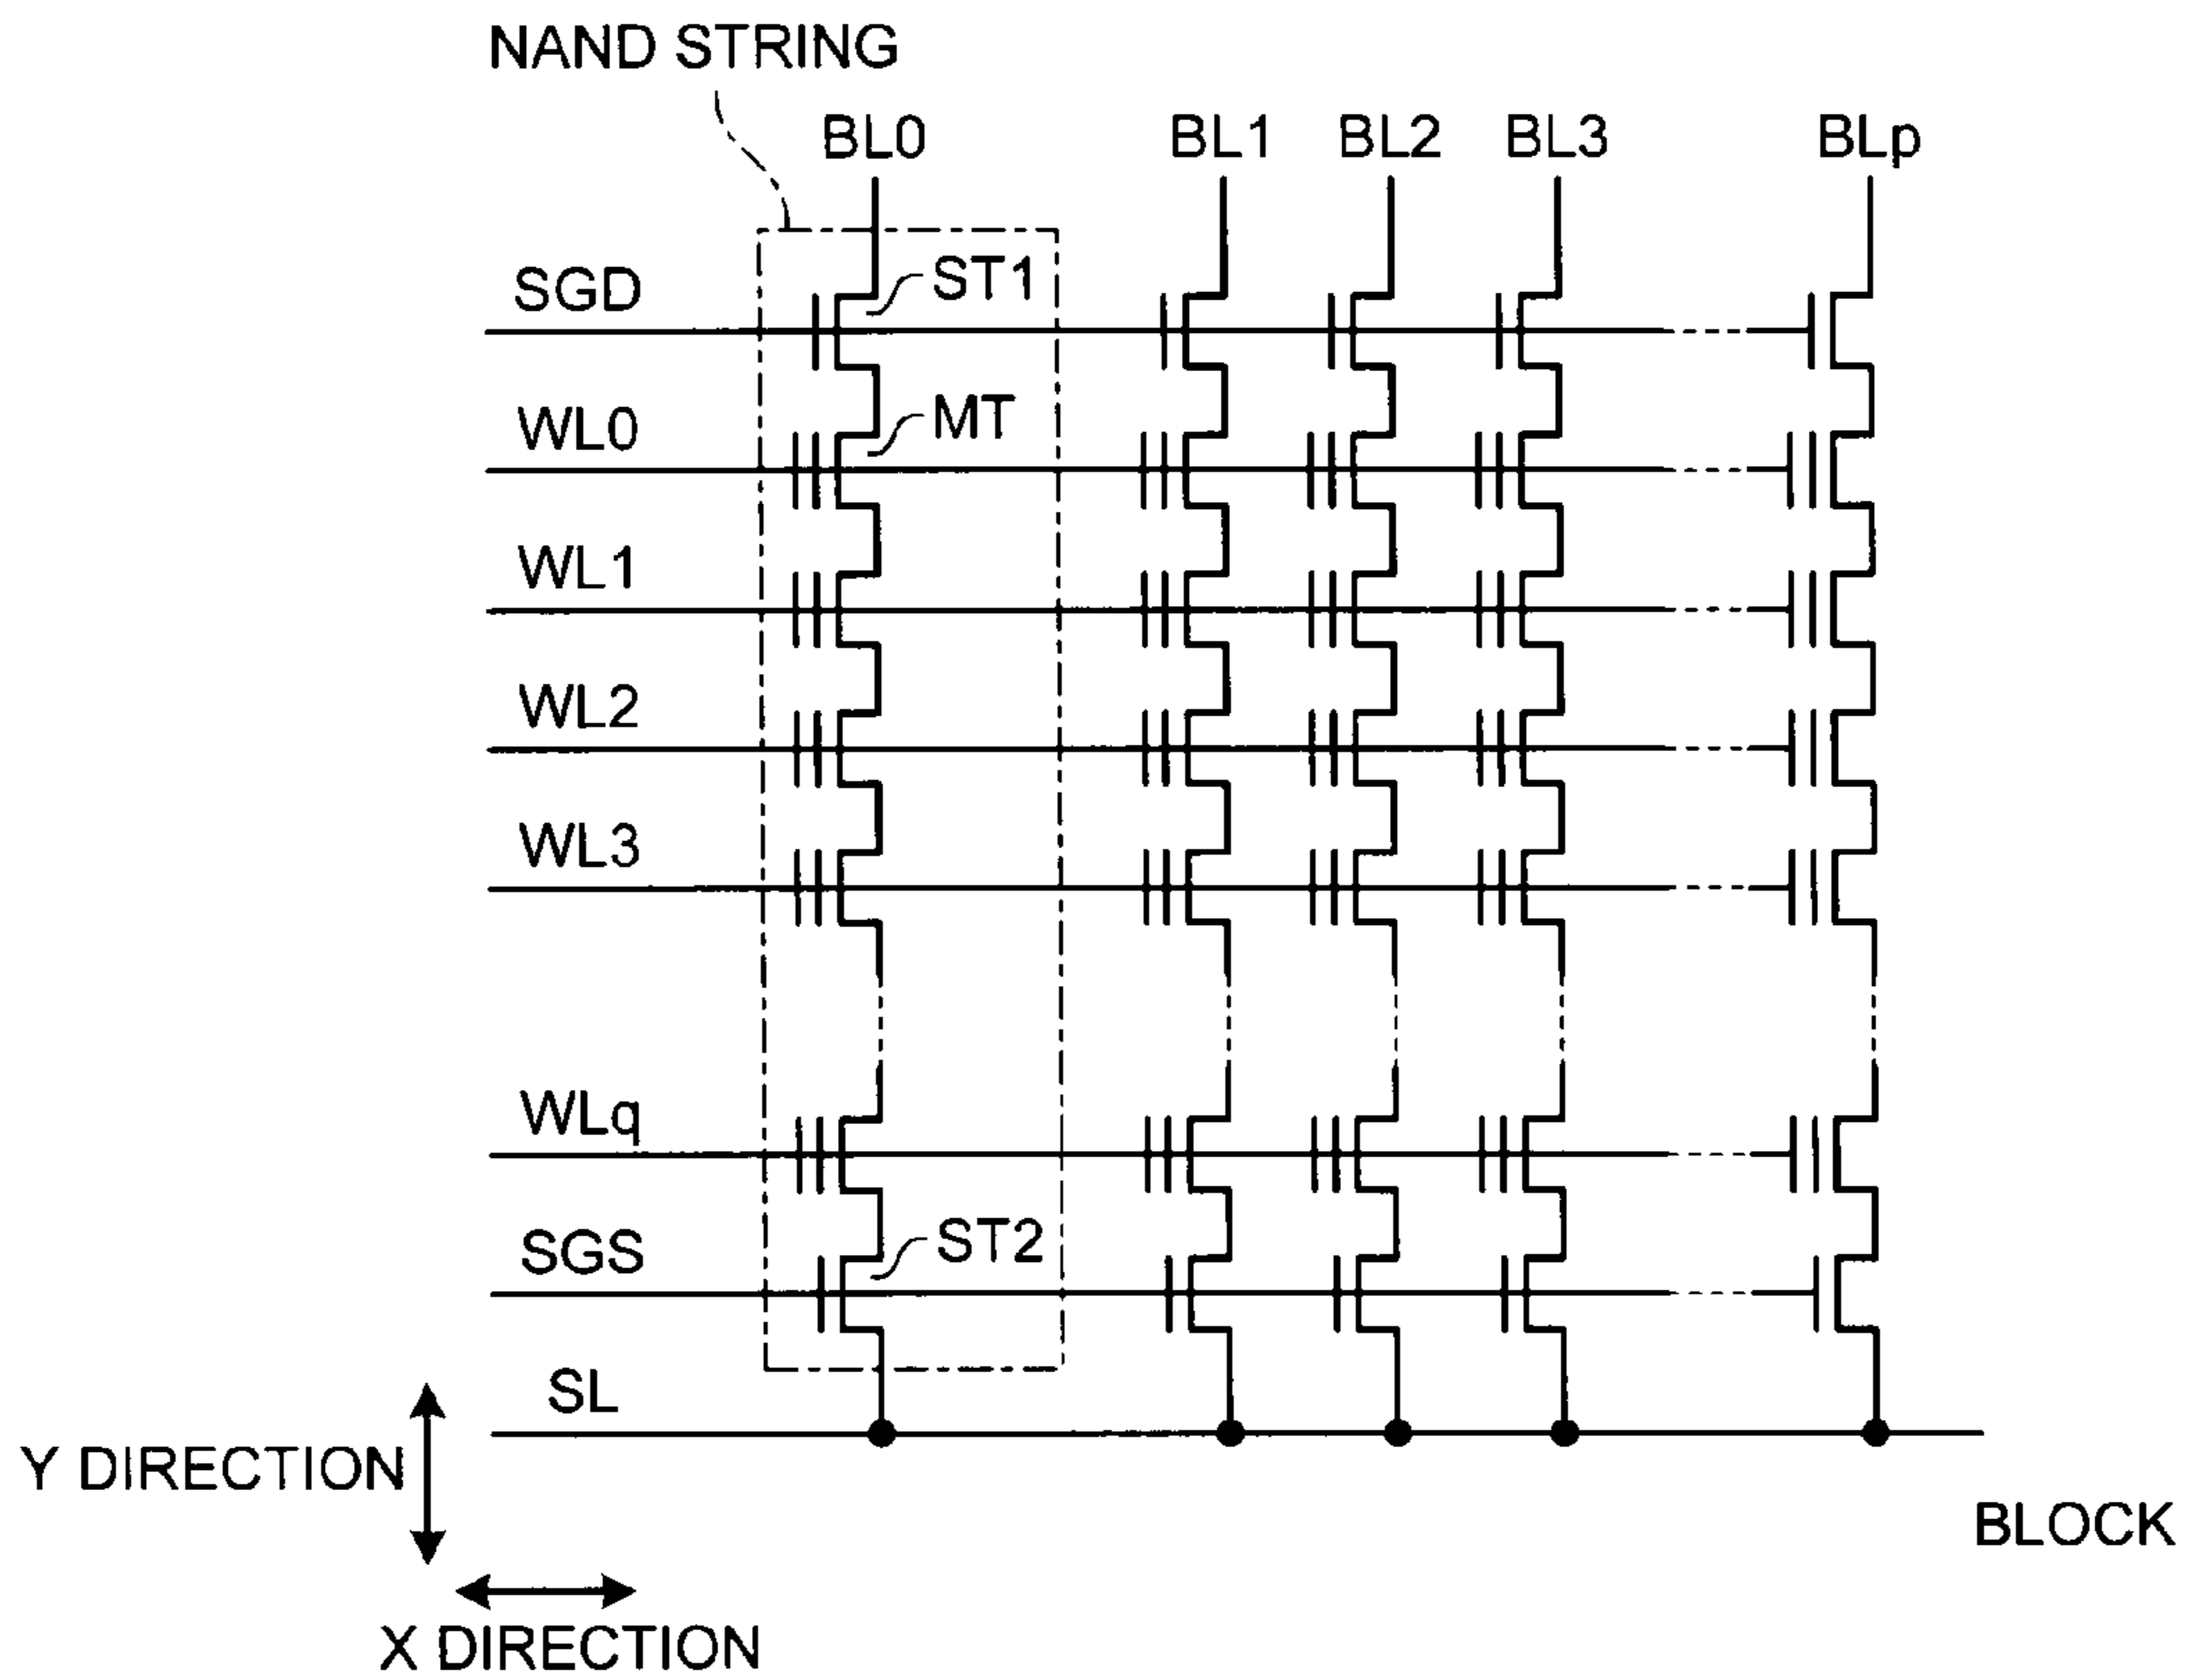 NAND STRING
BL0 BL1 BL2 BL3 BLp
SGD ST1
WL0 MT
WL1
WL2
WL3
WLq
SGS ST2
SL
Y DIRECTION
BLOCK
X DIRECTION